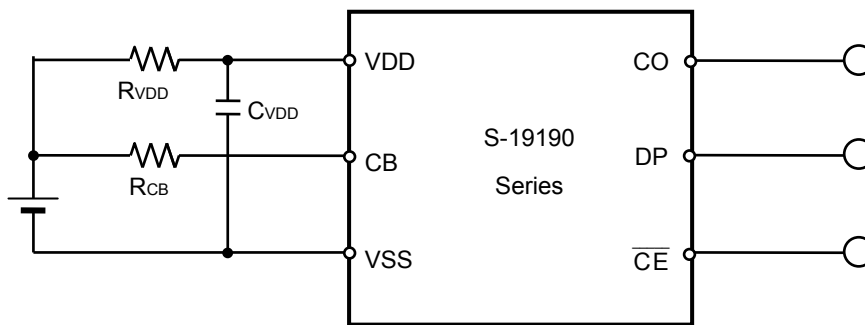 VDD
CO
RVDD
CVDD
S-19190
CB
DP
RCB
Series
VSS
CE